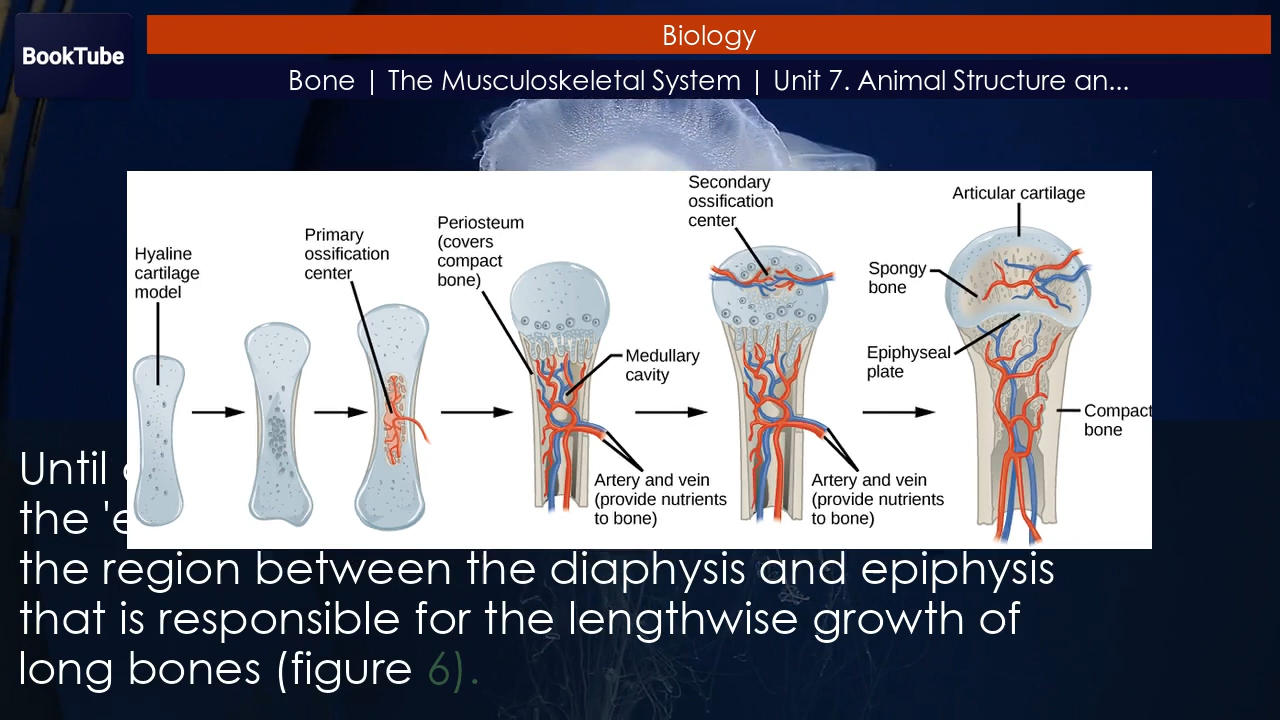 BookTube
Biology
Bone | The Musculoskeletal System | Unit 7. Animal Structure an...
Hyaline
cartilage
model
Primary
ossification
center
Periosteum
(covers
compact
bone)
Medullary
cavity
Artery and vein
(provide nutrients
to bone)
Secondary
ossification
center
Artery and vein
(provide nutrients
to bone)
Articular cartilage
Spongy
bone
Epiphyseal
plate
Compact
bone
Until
the 'e
the region between the diaphysis and epiphysis
that is responsible for the lengthwise growth of
long bones (figure 6).